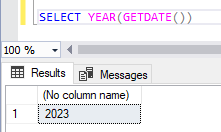 SELECT YEAR(GETDATE())
100 %
Results Messages
(No column name)
1 2023